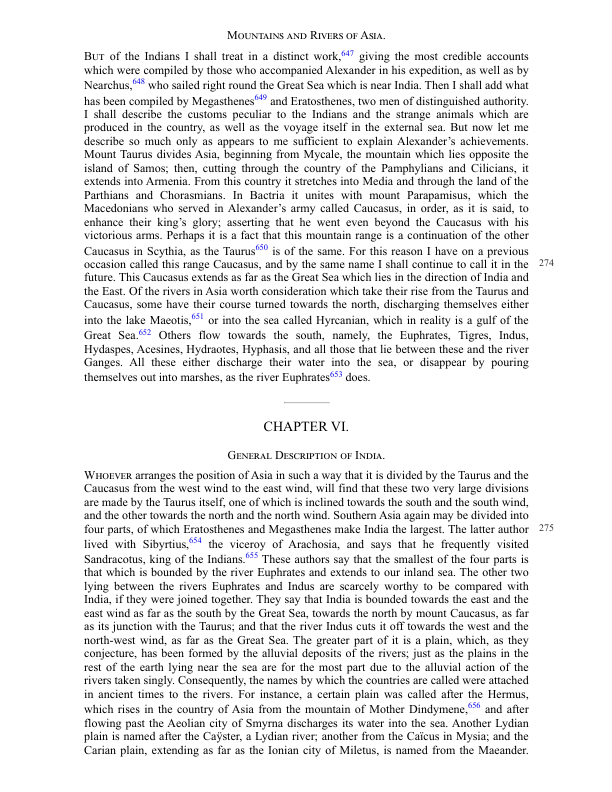 MOUNTAINS AND RIVERS OF ASIA.
BUT of the Indians I shall treat in a distinct work,647 giving the most credible accounts
which were compiled by those who accompanied Alexander in his expedition, as well as by
Nearchus,648 who sailed right round the Great Sea which is near India. Then I shall add what
has been compiled by Megasthenes649 and Eratosthenes, two men of distinguished authority.
I shall describe the customs peculiar to the Indians and the strange animals which are
produced in the country, as well as the voyage itself in the external sea. But now let me
describe so much only as appears to me sufficient to explain Alexander’s achievements.
Mount Taurus divides Asia, beginning from Mycale, the mountain which lies opposite the
island of Samos; then, cutting through the country of the Pamphylians and Cilicians, it
extends into Armenia. From this country it stretches into Media and through the land of the
Parthians and Chorasmians. In Bactria it unites with mount Parapamisus, which the
Macedonians who served in Alexander’s army called Caucasus, in order, as it is said, to
enhance their king’s glory; asserting that he went even beyond the Caucasus with his
victorious arms. Perhaps it is a fact that this mountain range is a continuation of the other
Caucasus in Scythia, as the Taurus650 is of the same. For this reason I have on a previous
occasion called this range Caucasus, and by the same name I shall continue to call it in the 274
future. This Caucasus extends as far as the Great Sea which lies in the direction of India and
the East. Of the rivers in Asia worth consideration which take their rise from the Taurus and
Caucasus, some have their course turned towards the north, discharging themselves either
into the lake Maeotis,651 or into the sea called Hyrcanian, which in reality is a gulf of the
Great Sea.652 Others flow towards the south, namely, the Euphrates, Tigres, Indus,
Hydaspes, Acesines, Hydraotes, Hyphasis, and all those that lie between these and the river
Ganges. All these either discharge their water into the sea, or disappear by pouring
themselves out into marshes, as the river Euphrates653 does.
CHAPTER VI.
GENERAL DESCRIPTION OF INDIA.
WHOEVER arranges the position of Asia in such a way that it is divided by the Taurus and the
Caucasus from the west wind to the east wind, will find that these two very large divisions
are made by the Taurus itself, one of which is inclined towards the south and the south wind,
and the other towards the north and the north wind. Southern Asia again may be divided into
four parts, of which Eratosthenes and Megasthenes make India the largest. The latter author 275
lived with Sibyrtius,654 the viceroy of Arachosia, and says that he frequently visited
Sandracotus, king of the Indians.655 These authors say that the smallest of the four parts is
that which is bounded by the river Euphrates and extends to our inland sea. The other two
lying between the rivers Euphrates and Indus are scarcely worthy to be compared with
India, if they were joined together. They say that India is bounded towards the east and the
east wind as far as the south by the Great Sea, towards the north by mount Caucasus, as far
as its junction with the Taurus; and that the river Indus cuts it off towards the west and the
north-west wind, as far as the Great Sea. The greater part of it is a plain, which, as they
conjecture, has been formed by the alluvial deposits of the rivers; just as the plains in the
rest of the earth lying near the sea are for the most part due to the alluvial action of the
rivers taken singly. Consequently, the names by which the countries are called were attached
in ancient times to the rivers. For instance, a certain plain was called after the Hermus,
which rises in the country of Asia from the mountain of Mother Dindymene,656 and after
flowing past the Aeolian city of Smyrna discharges its water into the sea. Another Lydian
plain is named after the Caÿster, a Lydian river; another from the Caïcus in Mysia; and the
Carian plain, extending as far as the Ionian city of Miletus, is named from the Maeander.